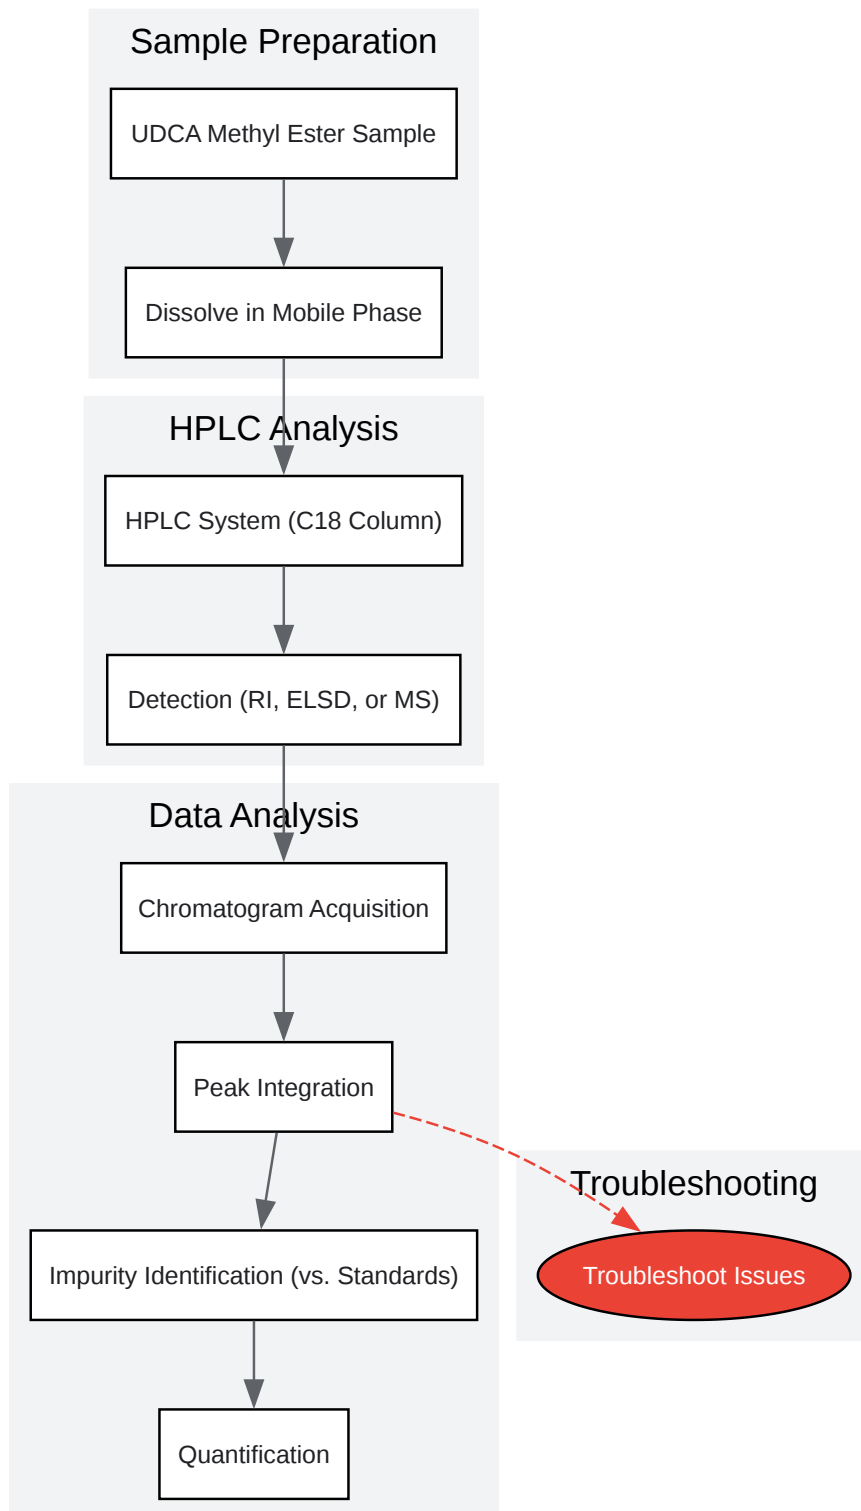 Sample Preparation
UDCA Methyl Ester Sample
Dissolve in Mobile Phase
HPLC Analysis
HPLC System (C18 Column)
Detection (RI, ELSD, or MS)
Data Analysis
Chromatogram Acquisition
Peak Integration
Troubleshooting
Impurity Identification (vs. Standards)
Troubleshoot Issues
Quantification